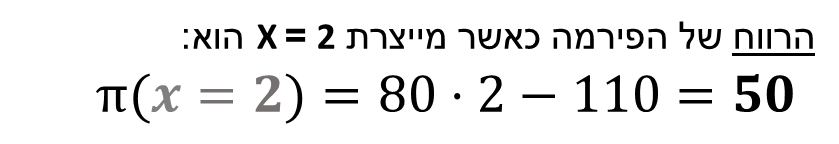 הרווח של הפירמה כאשר מייצרת X = 2 הוא:
π(x = 2) = 80 · 2 − 110 = 50